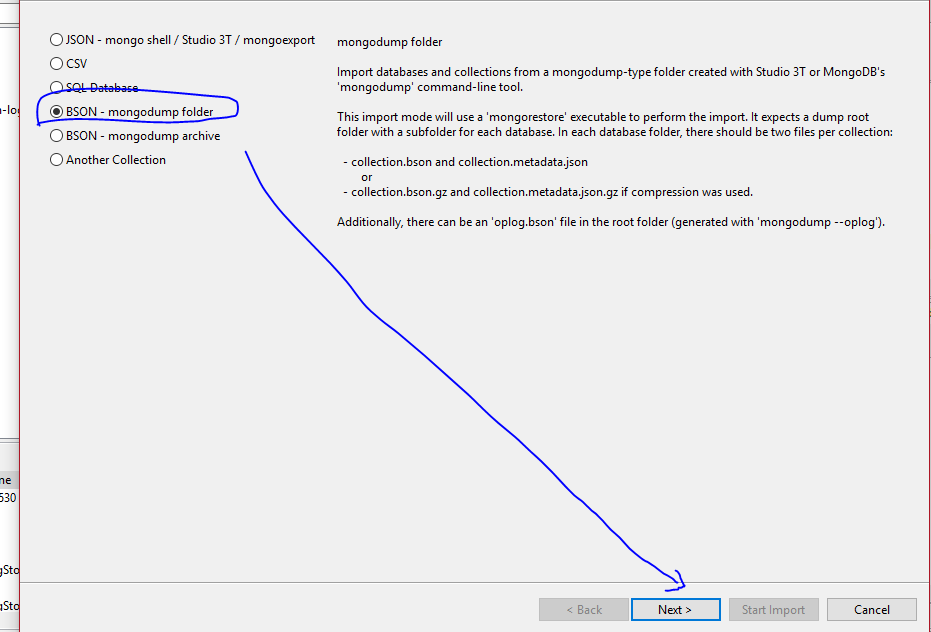 JSON - mongo shell / Studio 3T / mongoexport
CSV
SQL Database
BSON - mongodump folder
BSON - mongodump archive
Another Collection
mongodump folder
Import databases and collections from a mongodump-type folder created with Studio 3T or MongoDB's
'mongodump' command-line tool.
This import mode will use a 'mongorestore' executable to perform the import. It expects a dump root
folder with a subfolder for each database. In each database folder, there should be two files per collection:
- collection.bson and collection.metadata.json
or
- collection.bson.gz and collection.metadata.json.gz if compression was used.
Additionally, there can be an 'oplog.bson' file in the root folder (generated with 'mongodump --oplog').
< Back
Next >
Start Import
Cancel